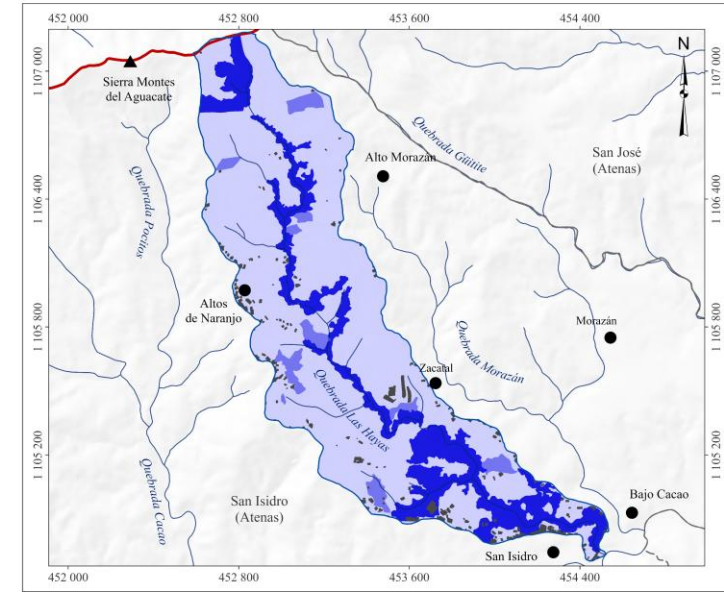 452 000
452 800
453 600
454 400
1 107 000
1 107 000
N
Sierra Montes
del Aguacate
Quebrada Güiüte
Alto Morazán
San José
(Atenas)
Quebrada Pocitos
1 106 400
1 106 400
Altos
de Naranjo
Morazán
1 105 800
1 105 800
Quebrada Morazán
Zacatal
Quebrada Las Hayas
1 105 200
1 105 200
Quebrada Cacao
San Isidro
(Atenas)
Bajo Cacao
San Isidro
452 000
452 800
453 600
454 400